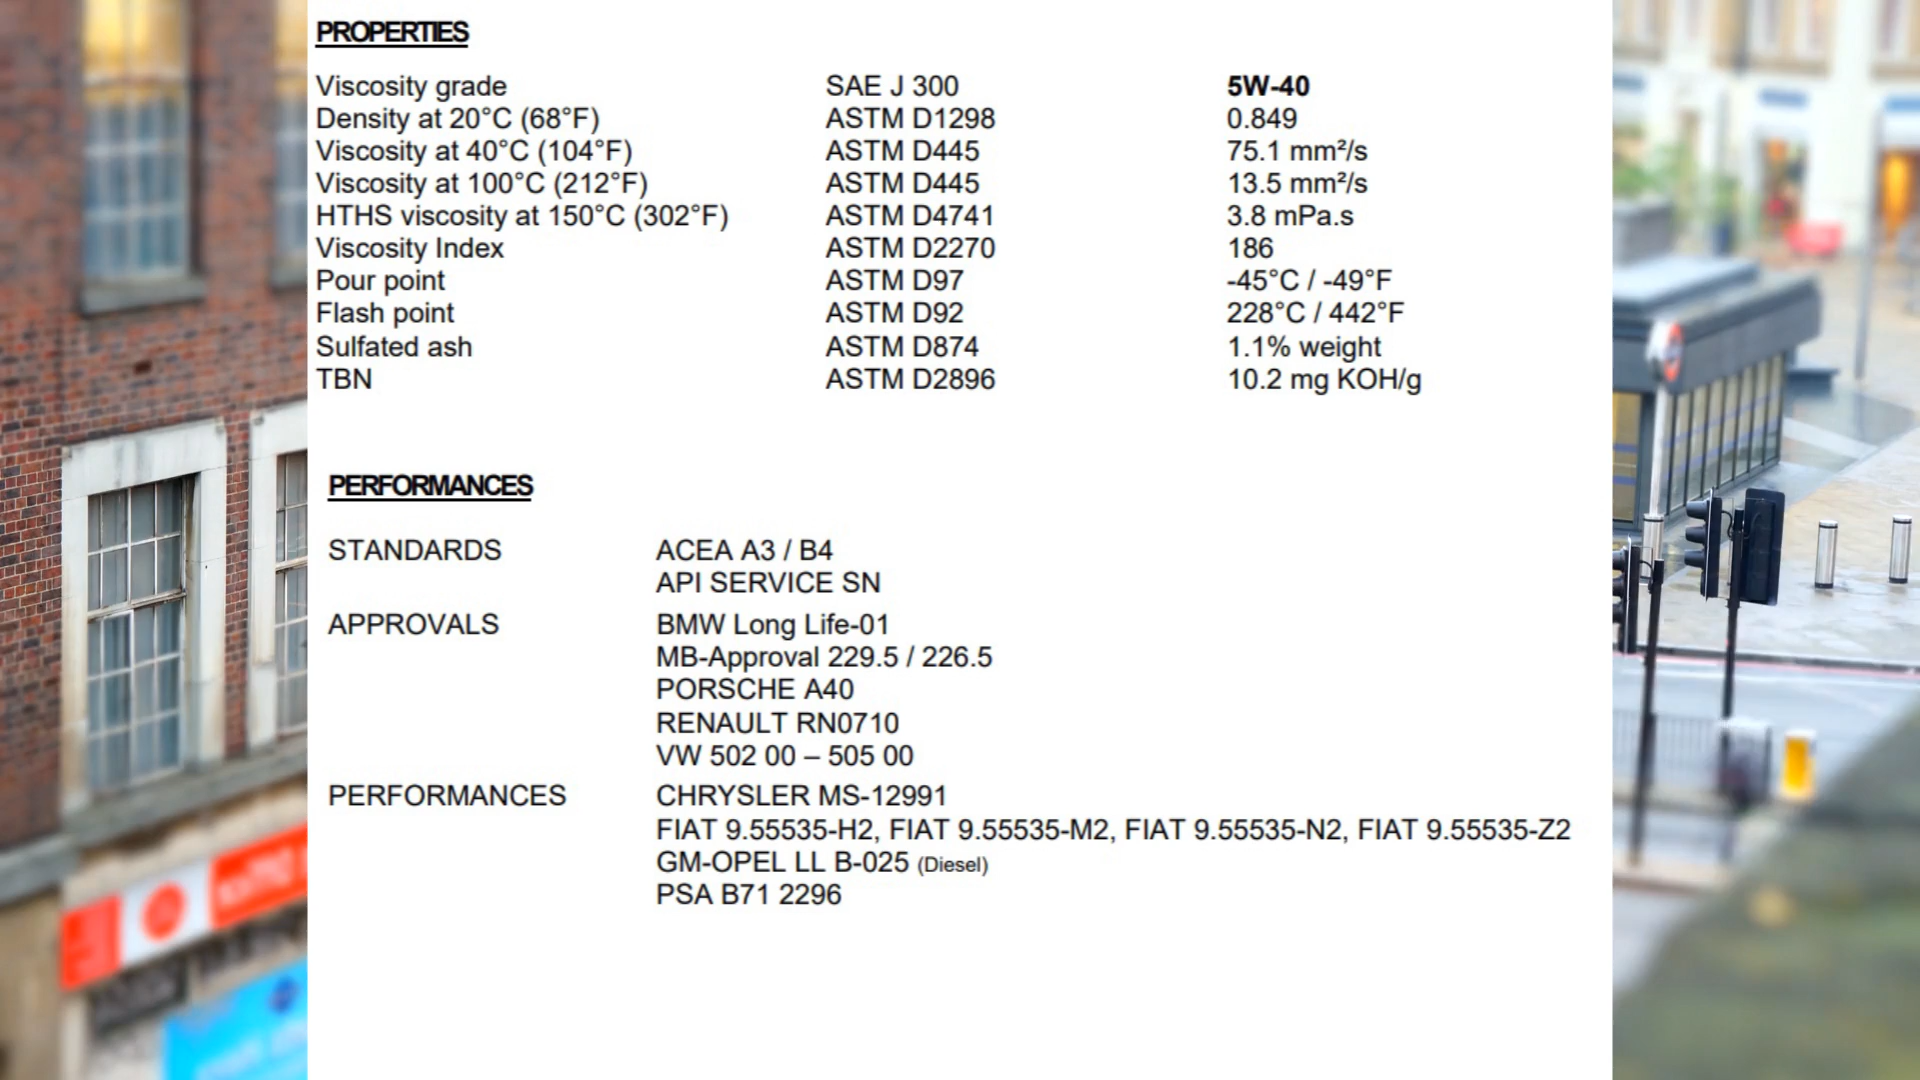 PROPERTIES
Viscosity grade SAE J 300 5W-40
Density at 20°C (68°F) ASTM D1298 0.849
Viscosity at 40°C (104°F) ASTM D445 75.1 mm²/s
Viscosity at 100°C (212°F) ASTM D445 13.5 mm²/s
HTHS viscosity at 150°C (302°F) ASTM D4741 3.8 mPa.s
Viscosity Index ASTM D2270 186
Pour point ASTM D97 -45°C / -49°F
Flash point ASTM D92 228°C / 442°F
Sulfated ash ASTM D874 1.1% weight
TBN ASTM D2896 10.2 mg KOH/g
PERFORMANCES
STANDARDS ACEA A3 / B4
API SERVICE SN
APPROVALS BMW Long Life-01
MB-Approval 229.5 / 226.5
PORSCHE A40
RENAULT RN0710
VW 502 00 – 505 00
PERFORMANCES CHRYSLER MS-12991
FIAT 9.55535-H2, FIAT 9.55535-M2, FIAT 9.55535-N2, FIAT 9.55535-Z2
GM-OPEL LL B-025 (Diesel)
PSA B71 2296